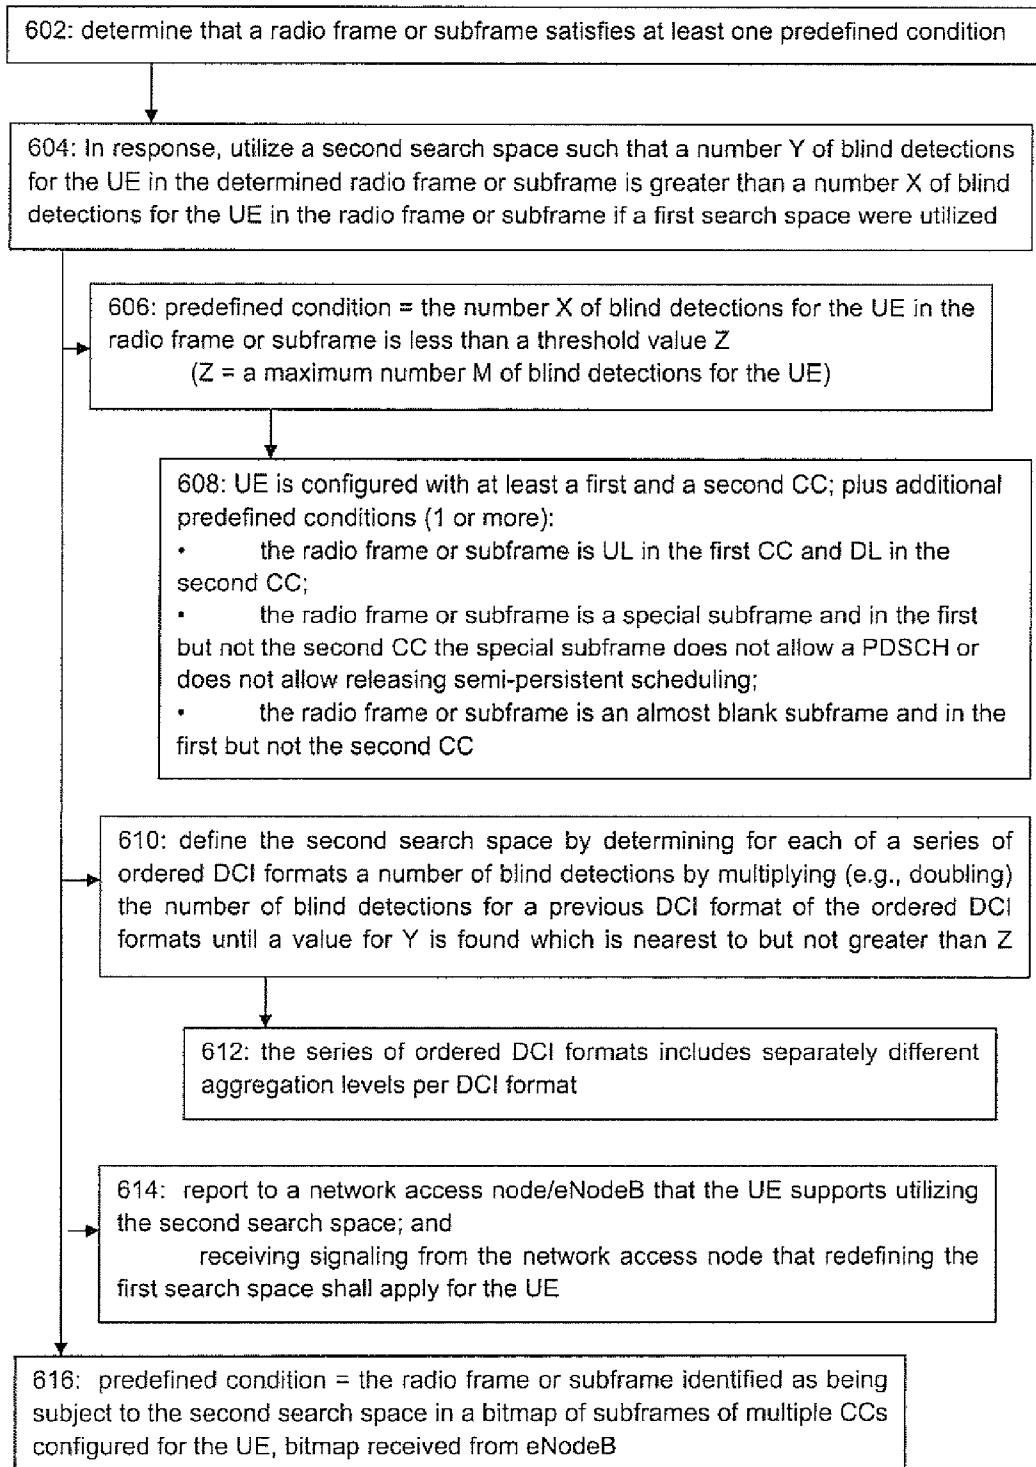 602: determine that a radio frame or subframe satisfies at least one predefined condition
604: In response, utilize a second search space such that a number Y of blind detections
for the UE in the determined radio frame or subframe is greater than a number X of blind
detections for the UE in the radio frame or subframe if a first search space were utilized
606: predefined condition = the number X of blind detections for the UE in the
radio frame or subframe is less than a threshold value Z
(Z = a maximum number M of blind detections for the UE)
608: UE is configured with at least a first and a second CC; plus additional
predefined conditions (1 or more):
• the radio frame or subframe is UL in the first CC and DL in the
second CC;
• the radio frame or subframe is a special subframe and in the first
but not the second CC the special subframe does not allow a PDSCH or
does not allow releasing semi-persistent scheduling;
• the radio frame or subframe is an almost blank subframe and in the
first but not the second CC
610: define the second search space by determining for each of a series of
ordered DCI formats a number of blind detections by multiplying (e.g., doubling)
the number of blind detections for a previous DCI format of the ordered DCI
formats until a value for Y is found which is nearest to but not greater than Z
612: the series of ordered DCI formats includes separately different
aggregation levels per DCI format
614: report to a network access node/eNodeB that the UE supports utilizing
the second search space; and
receiving signaling from the network access node that redefining the
first search space shall apply for the UE
616: predefined condition = the radio frame or subframe identified as being
subject to the second search space in a bitmap of subframes of multiple CCs
configured for the UE, bitmap received from eNodeB